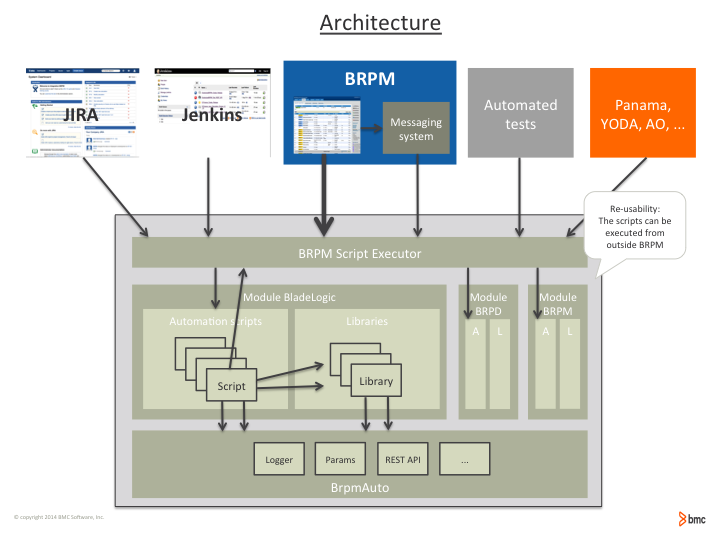 Architecture
JIRA
Jenkins
BRPM
Messaging
system
Automated
tests
Panama,
YODA, AO, ...
Re-usability:
The scripts can be
executed from
outside BRPM
BRPM Script Executor
Module BladeLogic
Automation scripts
Libraries
Script
Library
Module
BRPD
A
L
Module
BRPM
A
L
Logger
Params
REST API
...
BrpmAuto
© copyright 2014 BMC Software, Inc.
bmc